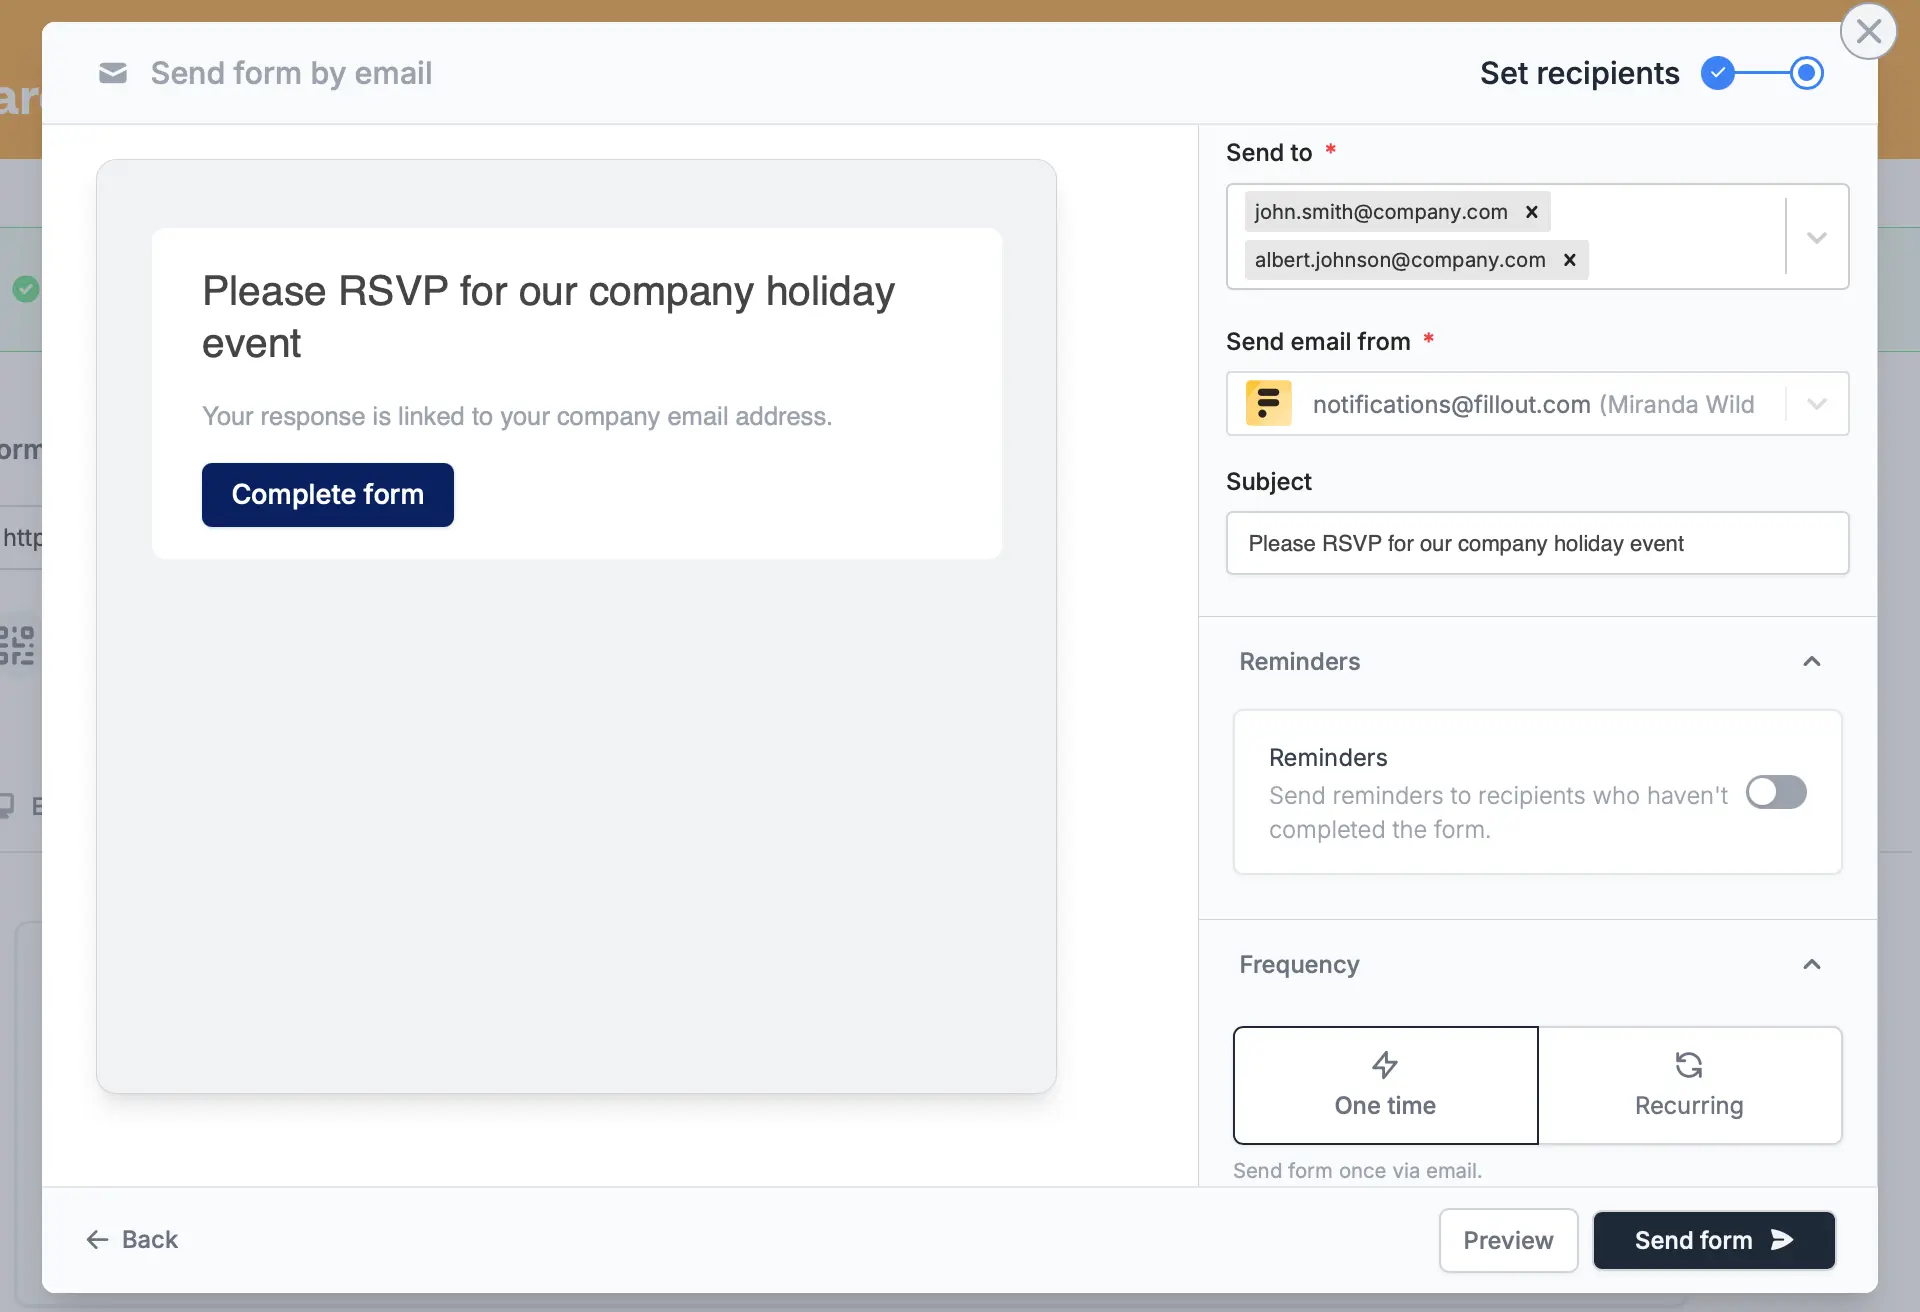 Send form by email
Set recipients
Send to *
john.smith@company.com
albert.johnson@company.com
Send email from *
notifications@fillout.com (Miranda Wild
Subject
Please RSVP for our company holiday event
Please RSVP for our company holiday
event
Your response is linked to your company email address.
Complete form
Reminders
Reminders
Send reminders to recipients who haven't
completed the form.
Frequency
One time
Recurring
Send form once via email.
Back
Preview
Send form
http